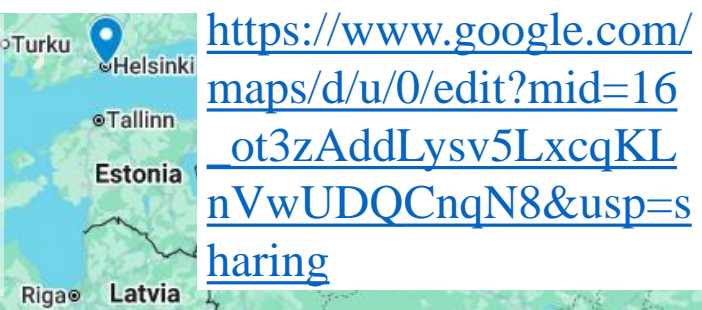 Turku
Helsinki
Tallinn
Estonia
Riga
Latvia
https://www.google.com/
maps/d/u/0/edit?mid=16
_ot3zAddLysv5LxcqKL
nVwUDQCnqN8&usp=s
haring